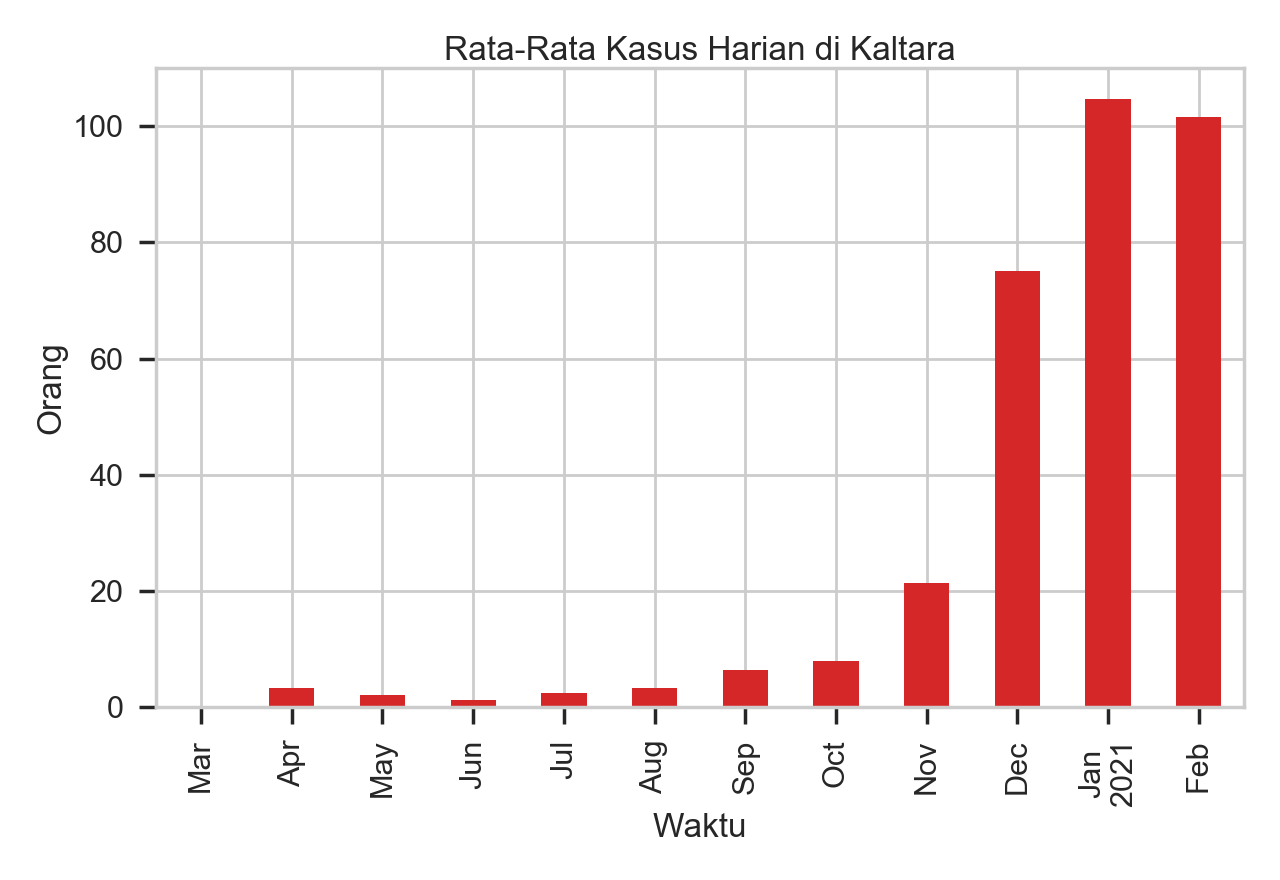 Rata-Rata Kasus Harian di Kaltara
100
80
60
40
20
0
Orang
Mar
Apr
May
Jun
Jul
Aug
Sep
Oct
Nov
Dec
Jan
2021
Feb
Waktu